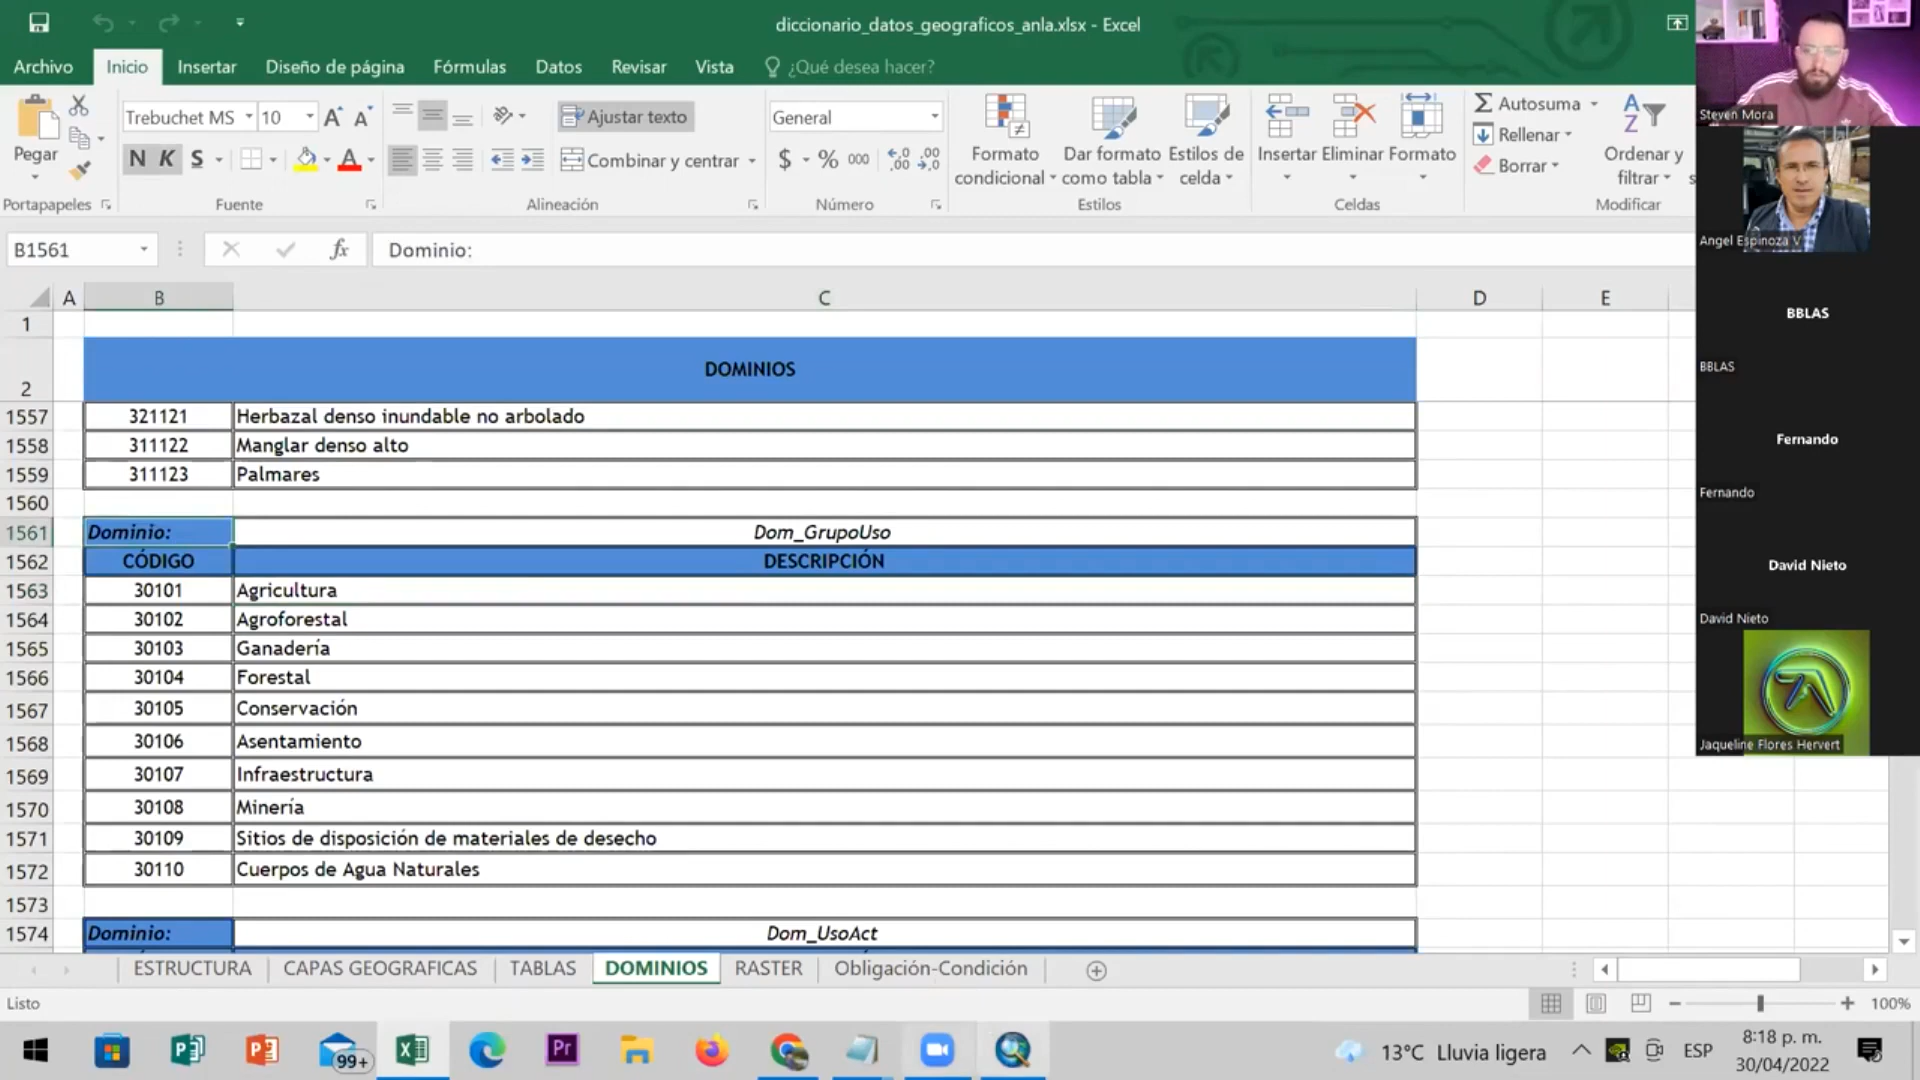 diccionario_datos_geograficos_anla.xlsx - Excel
Archivo Inicio Insertar Diseño de página Fórmulas Datos Revisar Vista ¿Qué desea hacer?
Pegar
Trebuchet MS 10
N K S
Ajustar texto
Combinar y centrar
General
$ % 000
Formato condicional
Dar formato como tabla
Estilos de celda
Insertar Eliminar Formato
Autosuma
Rellenar
Borrar
Ordenar y filtrar
Portapapeles Fuente Alineación Número Estilos Celdas Modificar
B1561 fx Dominio:
A B C D E
1
2 DOMINIOS
1557 321121 Herbazal denso inundable no arbolado
1558 311122 Manglar denso alto
1559 311123 Palmares
1560
1561 Dominio: Dom_GrupoUso
1562 CÓDIGO DESCRIPCIÓN
1563 30101 Agricultura
1564 30102 Agroforestal
1565 30103 Ganadería
1566 30104 Forestal
1567 30105 Conservación
1568 30106 Asentamiento
1569 30107 Infraestructura
1570 30108 Minería
1571 30109 Sitios de disposición de materiales de desecho
1572 30110 Cuerpos de Agua Naturales
1573
1574 Dominio: Dom_UsoAct
ESTRUCTURA CAPAS GEOGRAFICAS TABLAS DOMINIOS RASTER Obligación-Condición
Listo
100%
99+
Pr
13°C Lluvia ligera
ESP
8:18 p. m.
30/04/2022
Steven Mora
Angel Espinoza V
BBLAS
BBLAS
Fernando
Fernando
David Nieto
David Nieto
Jaqueline Flores Hervert